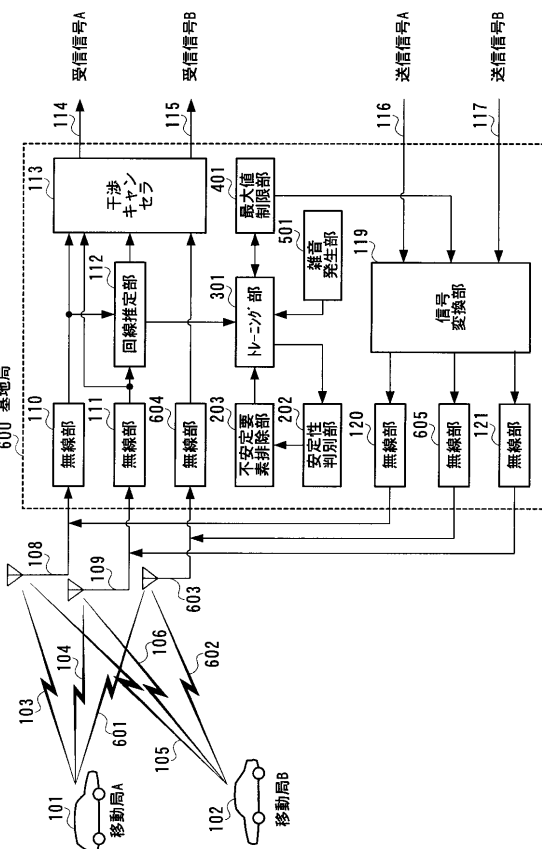 600 基地局
101
移動局A
102
移動局B
103
104
601
105
106
602
108
109
603
110
無線部
111
無線部
604
無線部
112
回線推定部
113
干渉
キャン
セラ
114
受信信号A
115
受信信号B
203
不安定要
素排除部
202
安定性
判別部
301
トレーニング部
401
最大値
制限部
501
雑音
発生部
120
無線部
605
無線部
121
無線部
119
信号
変換部
116
送信信号A
117
送信信号B